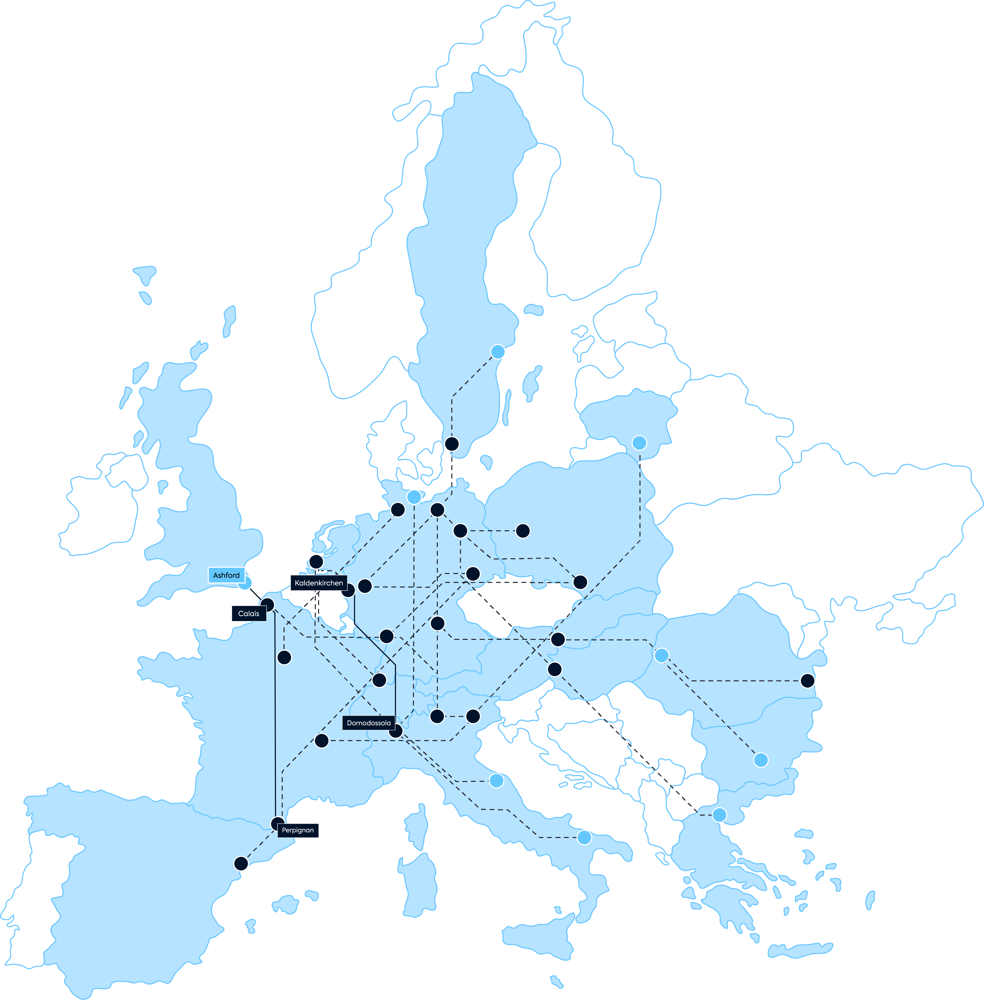 Ashford
Kaldenkirchen
Calais
Domodossola
Perpignan